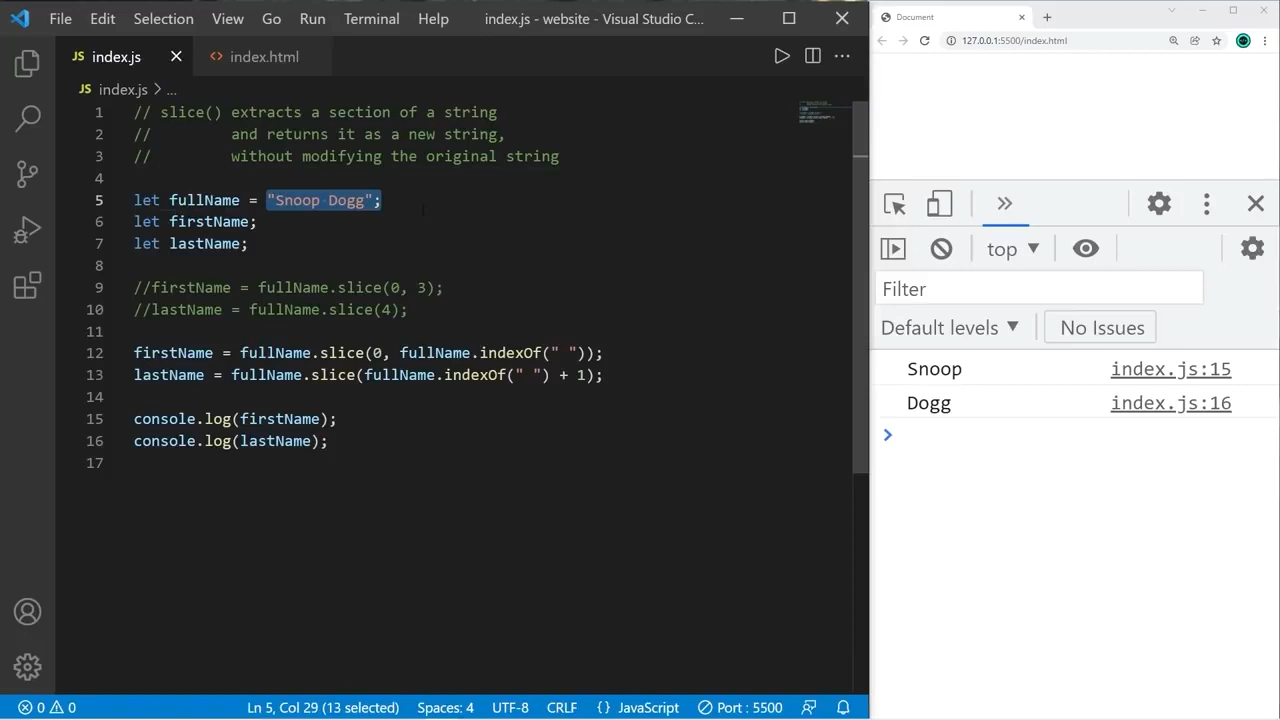 File Edit Selection View Go Run Terminal Help index.js - website - Visual Studio C...
JS index.js
<> index.html
JS index.js > ...
1 // slice() extracts a section of a string
2 //         and returns it as a new string,
3 //         without modifying the original string
4
5 let fullName = "Snoop Dogg";
6 let firstName;
7 let lastName;
8
9 //firstName = fullName.slice(0, 3);
10 //lastName = fullName.slice(4);
11
12 firstName = fullName.slice(0, fullName.indexOf(" "));
13 lastName = fullName.slice(fullName.indexOf(" ") + 1);
14
15 console.log(firstName);
16 console.log(lastName);
17
0 0 Ln 5, Col 29 (13 selected) Spaces: 4 UTF-8 CRLF {} JavaScript Port : 5500
Document
127.0.0.1:5500/index.html
top
Filter
Default levels No Issues
Snoop index.js:15
Dogg index.js:16